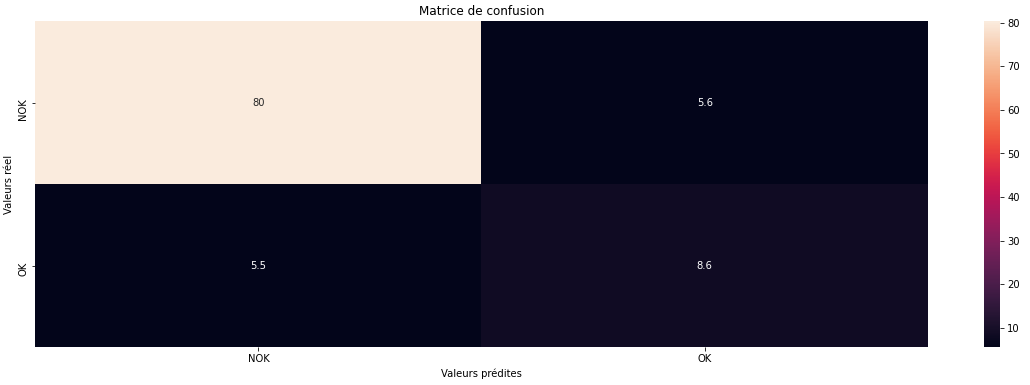 Matrice de confusion
NOK
OK
Valeurs réel
80
5.6
5.5
8.6
NOK
OK
Valeurs prédites
80
70
60
50
40
30
20
10